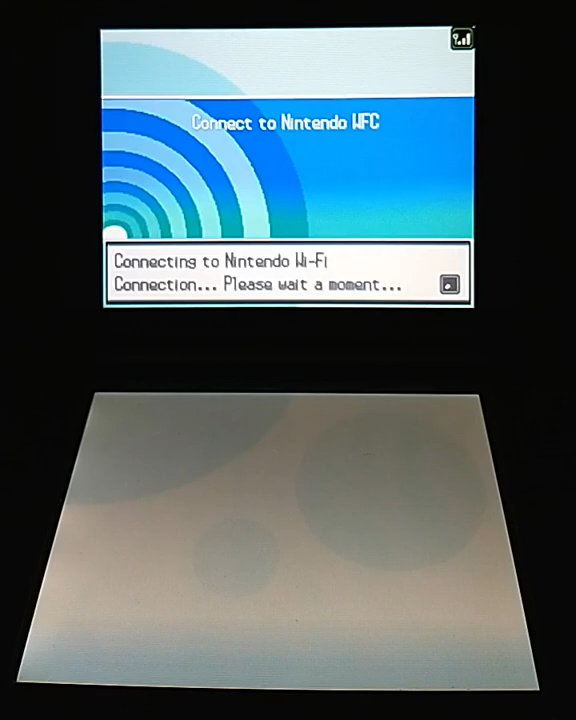 Connect to Nintendo WFC
Connecting to Nintendo Wi-Fi
Connection... Please wait a moment...